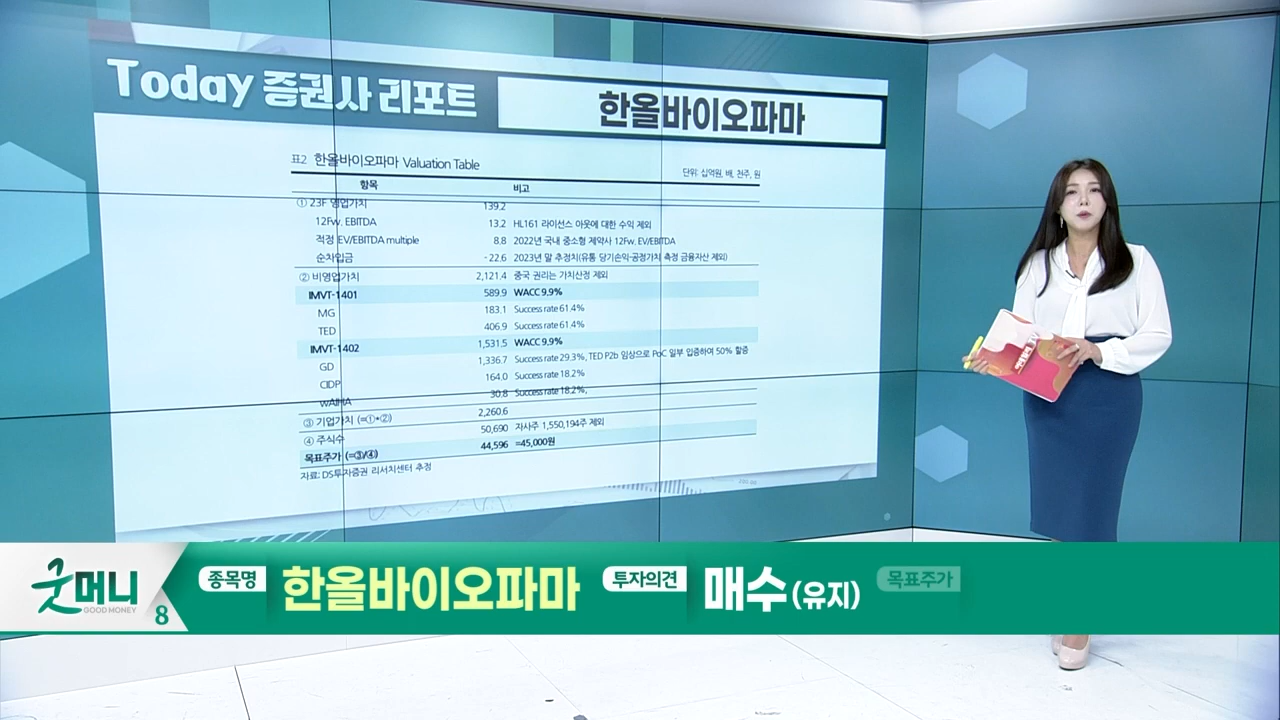 Today 증권사 리포트
한올바이오파마
표2 한올바이오파마 Valuation Table
단위: 십억원, 배, 천주, 원
항목 비고
① 23F 영업가치 139.2
12Fw. EBITDA 13.2 HL161 라이선스 아웃에 대한 수익 제외
적정 EV/EBITDA multiple 8.8 2022년 국내 중소형 제약사 12Fw. EV/EBITDA
순차입금 -22.6 2023년 말 추정치(유통 당기손익-공정가치 측정 금융자산 제외)
② 비영업가치 2,121.4 중국 권리는 가치산정 제외
IMVT-1401 589.9 WACC 9.9%
MG 183.1 Success rate 61.4%
TED 406.9 Success rate 61.4%
IMVT-1402 1,531.5 WACC 9.9%
GD 1,336.7 Success rate 29.3%, TED P2b 임상으로 PoC 일부 입증하여 50% 할증
CIDP 164.0 Success rate 18.2%
wAIHA 30.8 Success rate 18.2%,
③ 기업가치 (=①+②) 2,260.6
④ 주식수 50,690 자사주 1,550,194주 제외
목표주가 (=③/④) 44,596 =45,000원
자료: DS투자증권 리서치센터 추정
굿머니
GOOD MONEY
8
종목명 한올바이오파마 투자의견 매수(유지) 목표주가